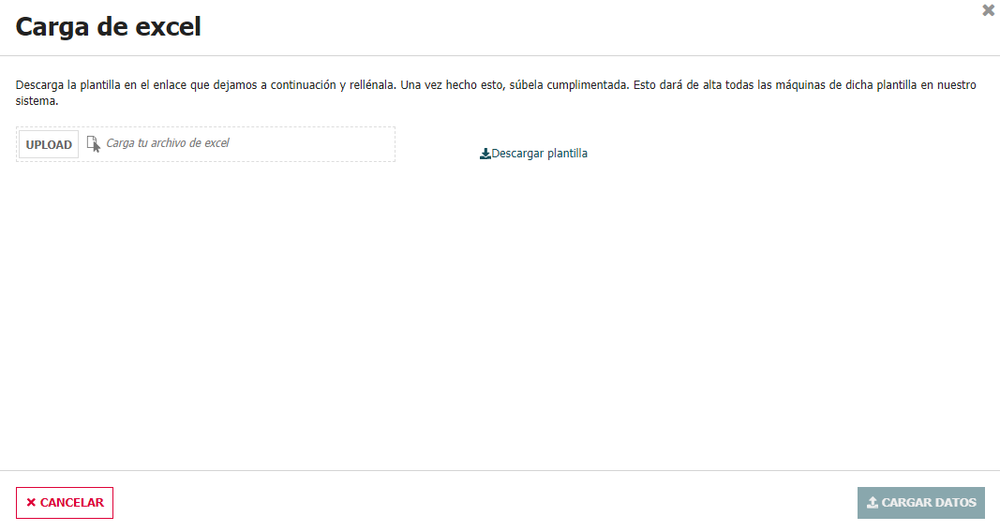 Carga de excel
Descarga la plantilla en el enlace que dejamos a continuación y rellénala. Una vez hecho esto, súbela cumplimentada. Esto dará de alta todas las máquinas de dicha plantilla en nuestro
sistema.
UPLOAD Carga tu archivo de excel
Descargar plantilla
CANCELAR
CARGAR DATOS